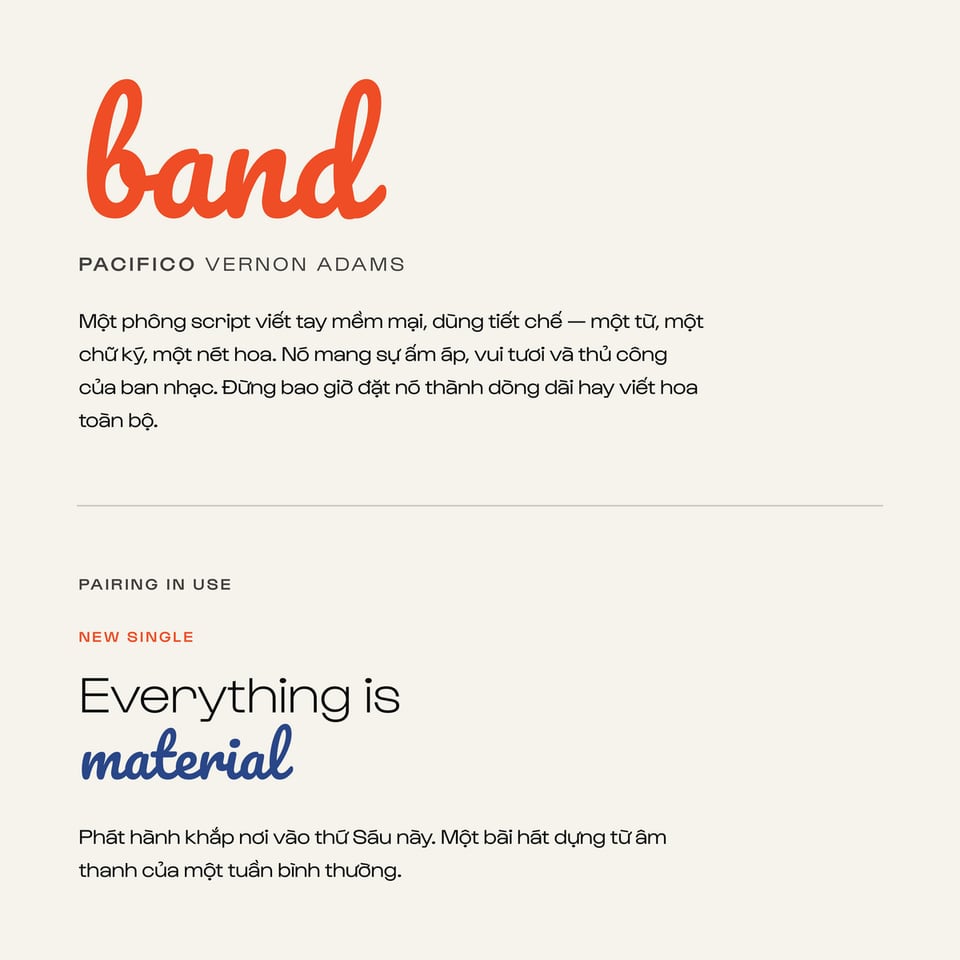 band
PACIFICO VERNON ADAMS
Một phông script viết tay mềm mại, dùng tiết chế — một từ, một
chữ ký, một nét hoa. Nó mang sự ấm áp, vui tươi và thủ công
của ban nhạc. Đừng bao giờ đặt nó thành dòng dài hay viết hoa
toàn bộ.
PAIRING IN USE
NEW SINGLE
Everything is
material
Phát hành khắp nơi vào thứ Sáu này. Một bài hát dựng từ âm
thanh của một tuần bình thường.